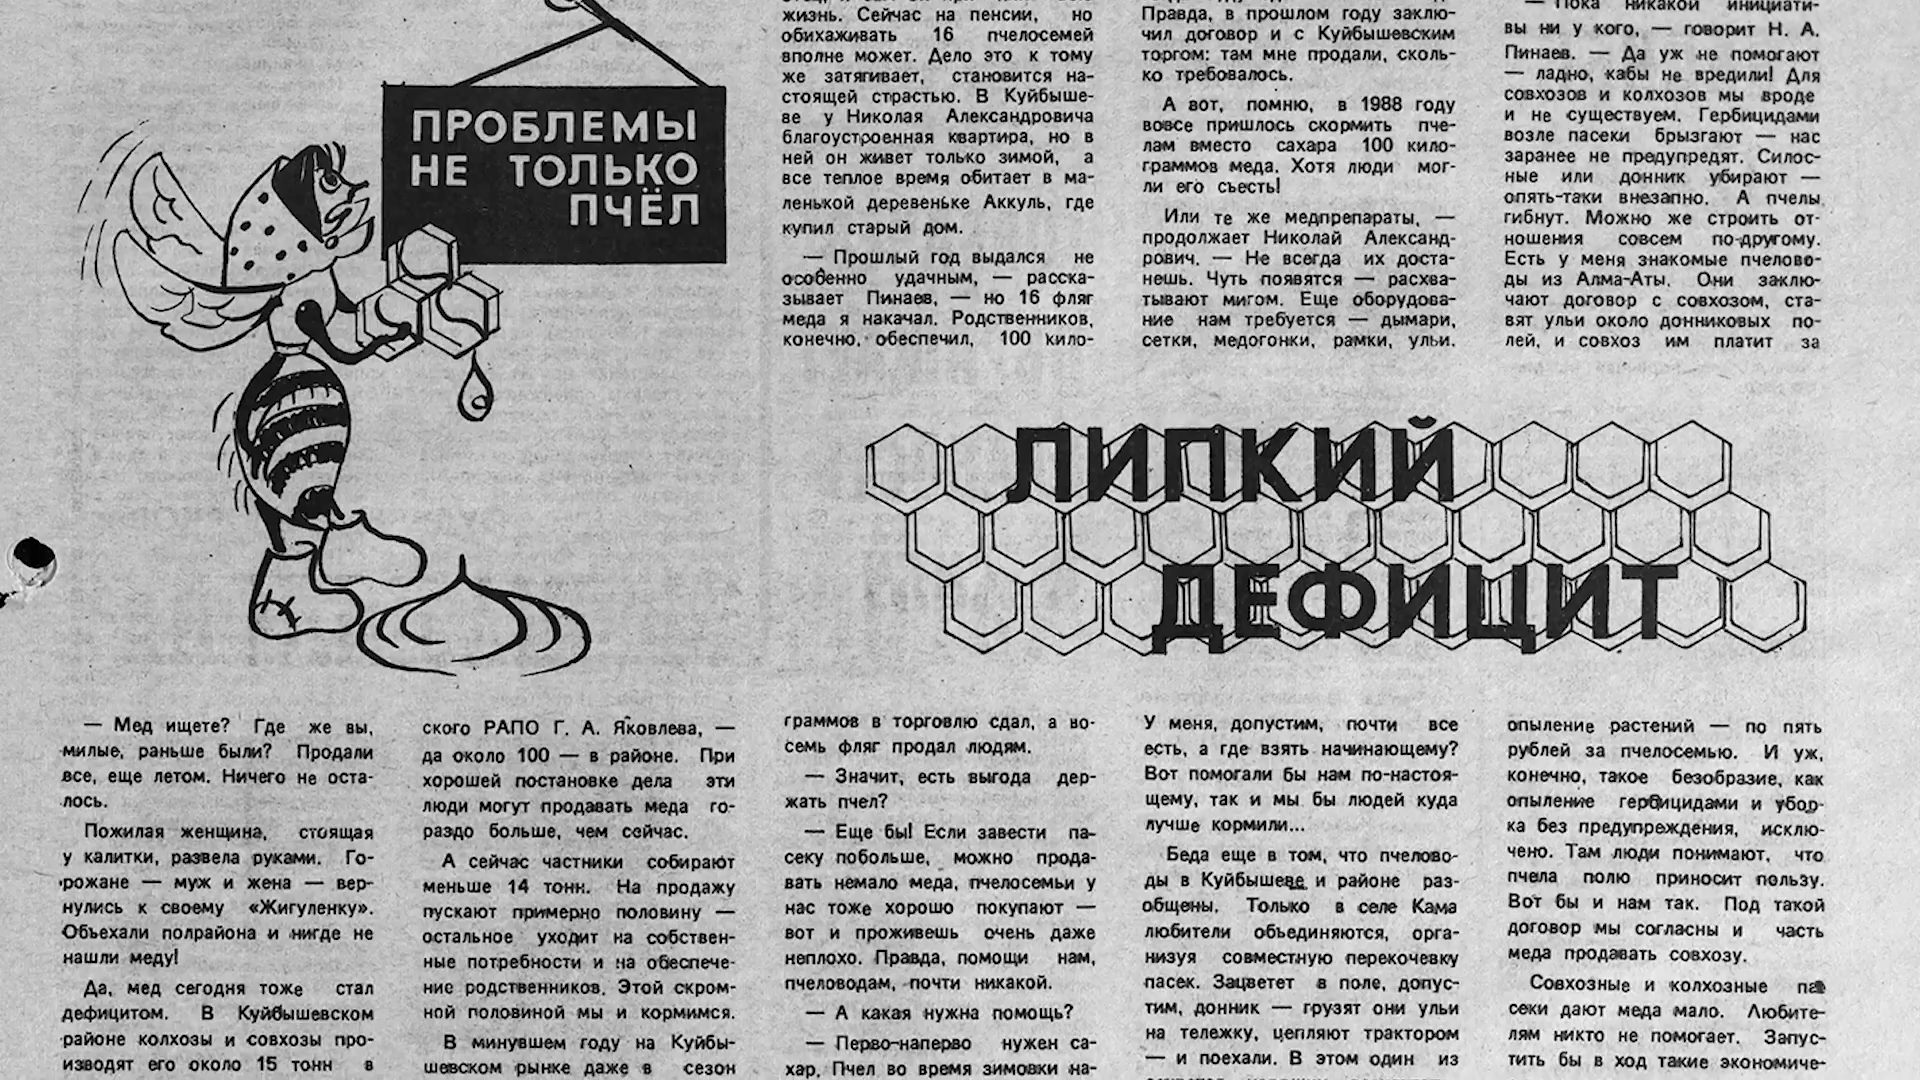 ПРОБЛЕМЫ
НЕ ТОЛЬКО
ПЧЁЛ
— Мед ищете? Где же вы,
милые, раньше были? Продали
все, еще летом. Ничего не оста-
лось.
Пожилая женщина, стоящая
у калитки, развела руками. Го-
рожане — муж и жена — вер-
нулись к своему «Жигуленку».
Объехали полрайона и нигде не
нашли меду!
Да, мед сегодня тоже стал
дефицитом. В Куйбышевском
районе колхозы и совхозы про-
изводят его около 15 тонн в
ского РАПО Г. А. Яковлева, —
да около 100 — в районе. При
хорошей постановке дела эти
люди могут продавать меда го-
раздо больше, чем сейчас.
А сейчас частники собирают
меньше 14 тонн. На продажу
пускают примерно половину —
остальное уходит на собствен-
ные потребности и на обеспече-
ние родственников. Этой скром-
ной половиной мы и кормимся.
В минувшем году на Куйбы-
шевском рынке даже в сезон
жизнь. Сейчас на пенсии, но
обихаживать 16 пчелосемей
вполне может. Дело это к тому
же затягивает, становится на-
стоящей страстью. В Куйбыше-
ве у Николая Александровича
благоустроенная квартира, но в
ней он живет только зимой, а
все теплое время обитает в ма-
ленькой деревеньке Аккуль, где
купил старый дом.
— Прошлый год выдался не
особенно удачным, — расска-
зывает Пинаев, — но 16 фляг
меда я накачал. Родственников,
конечно, обеспечил, 100 кило-
Правда, в прошлом году заклю-
чил договор и с Куйбышевским
торгом: там мне продали, сколь-
ко требовалось.
А вот, помню, в 1988 году
вовсе пришлось скормить пче-
лам вместо сахара 100 кило-
граммов меда. Хотя люди мог-
ли его съесть!
Или те же медпрепараты, —
продолжает Николай Александ-
рович. — Не всегда их доста-
нешь. Чуть появятся — расхва-
тывают мигом. Еще оборудова-
ние нам требуется — дымари,
сетки, медогонки, рамки, ульи.
— Пока никакой инициати-
вы ни у кого, — говорит Н. А.
Пинаев. — Да уж не помогают
— ладно, кабы не вредили! Для
совхозов и колхозов мы вроде
и не существуем. Гербицидами
возле пасеки брызгают — нас
заранее не предупредят. Силос-
ные или донник убирают —
опять-таки внезапно. А пчелы
гибнут. Можно же строить от-
ношения совсем по-другому.
Есть у меня знакомые пчелово-
ды из Алма-Аты. Они заклю-
чают договор с совхозом, ста-
вят ульи около донниковых по-
лей, и совхоз им платит за
ЛИПКИЙ
ДЕФИЦИТ
граммов в торговлю сдал, а во-
семь фляг продал людям.
— Значит, есть выгода дер-
жать пчел?
— Еще бы! Если завести па-
секу побольше, можно прода-
вать немало меда, пчелосемьи у
нас тоже хорошо покупают —
вот и проживешь очень даже
неплохо. Правда, помощи нам,
пчеловодам, почти никакой.
— А какая нужна помощь?
— Перво-наперво нужен са-
хар. Пчел во время зимовки на-
У меня, допустим, почти все
есть, а где взять начинающему?
Вот помогали бы нам по-настоя-
щему, так и мы бы людей куда
лучше кормили...
Беда еще в том, что пчелово-
ды в Куйбышеве и районе раз-
общены. Только в селе Кама
любители объединяются, орга-
низуя совместную перекочевку
пасек. Зацветет в поле, допус-
тим, донник — грузят они ульи
на тележку, цепляют трактором
— и поехали. В этом один из
опыление растений — по пять
рублей за пчелосемью. И уж,
конечно, такое безобразие, как
опыление гербицидами и убор-
ка без предупреждения, исклю-
чено. Там люди понимают, что
пчела полю приносит пользу.
Вот бы и нам так. Под такой
договор мы согласны и часть
меда продавать совхозу.
Совхозные и колхозные па-
секи дают меда мало. Любите-
лям никто не помогает. Запус-
тить бы в ход такие экономиче-